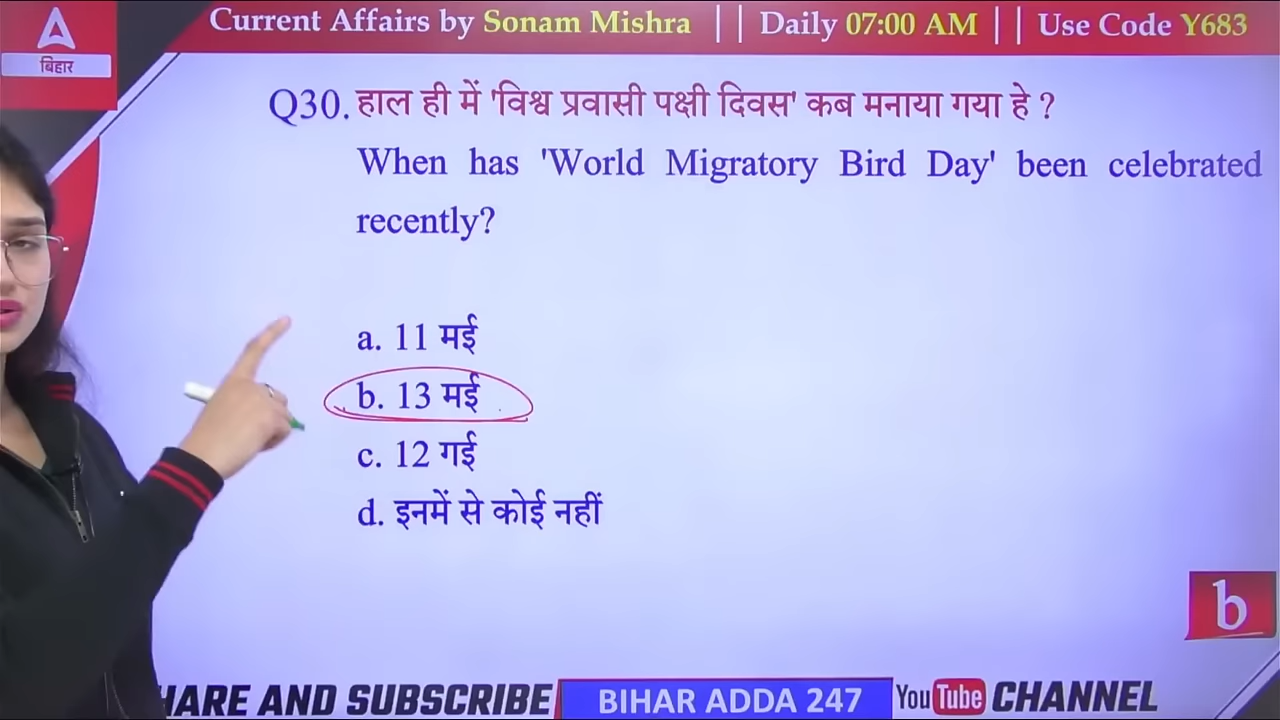 Current Affairs by Sonam Mishra || Daily 07:00 AM || Use Code Y683
बिहार
Q30. हाल ही में 'विश्व प्रवासी पक्षी दिवस' कब मनाया गया हे ?
When has 'World Migratory Bird Day' been celebrated
recently?
a. 11 मई
b. 13 मई
c. 12 गई
d. इनमें से कोई नहीं
b
HARE AND SUBSCRIBE BIHAR ADDA 247 YouTube CHANNEL